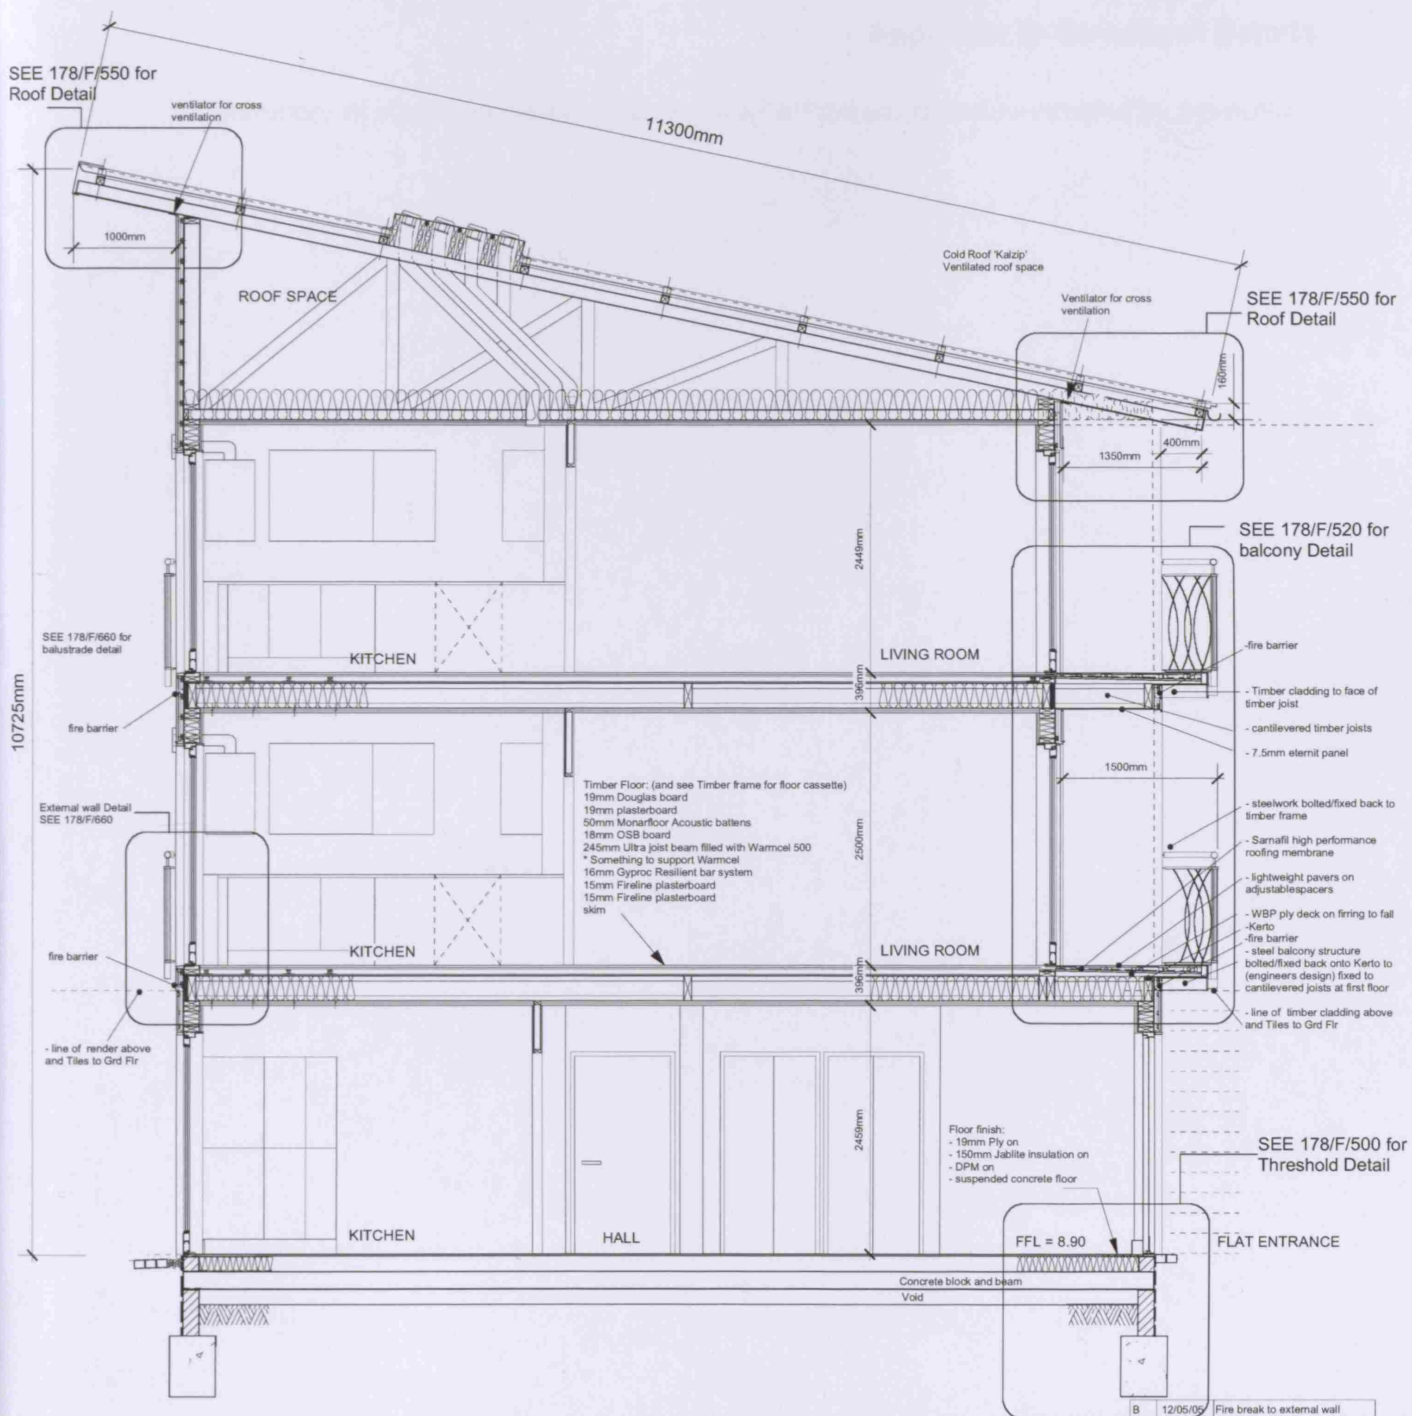 SEE 178/F/550 for
Roof Detail
ventilator for cross
ventilation
11300mm
1000mm
ROOF SPACE
Cold Roof 'Kalzip'
Ventilated roof space
Ventilator for cross
ventilation
SEE 178/F/550 for
Roof Detail
160mm
400mm
1350mm
10725mm
2449mm
SEE 178/F/520 for
balcony Detail
SEE 178/F/660 for
balustrade detail
KITCHEN
LIVING ROOM
396mm
fire barrier
-fire barrier
- Timber cladding to face of
timber joist
- cantilevered timber joists
- 7.5mm eternit panel
1500mm
External wall Detail
SEE 178/F/660
Timber Floor: (and see Timber frame for floor cassette)
19mm Douglas board
19mm plasterboard
50mm Monarfloor Acoustic battens
18mm OSB board
245mm Ultra joist beam filled with Warmcel 500
* Something to support Warmcel
16mm Gyproc Resilient bar system
15mm Fireline plasterboard
15mm Fireline plasterboard
skim
2500mm
- steelwork bolted/fixed back to
timber frame
- Sarnafil high performance
roofing membrane
- lightweight pavers on
adjustablespacers
- WBP ply deck on firring to fall
-Kerto
-fire barrier
- steel balcony structure
bolted/fixed back onto Kerto to
(engineers design) fixed to
cantilevered joists at first floor
- line of timber cladding above
and Tiles to Grd Flr
KITCHEN
LIVING ROOM
396mm
fire barrier
- line of render above
and Tiles to Grd Flr
2459mm
Floor finish:
- 19mm Ply on
- 150mm Jablite insulation on
- DPM on
- suspended concrete floor
SEE 178/F/500 for
Threshold Detail
KITCHEN
HALL
FFL = 8.90
FLAT ENTRANCE
Concrete block and beam
Void
B 12/05/05 Fire break to external wall